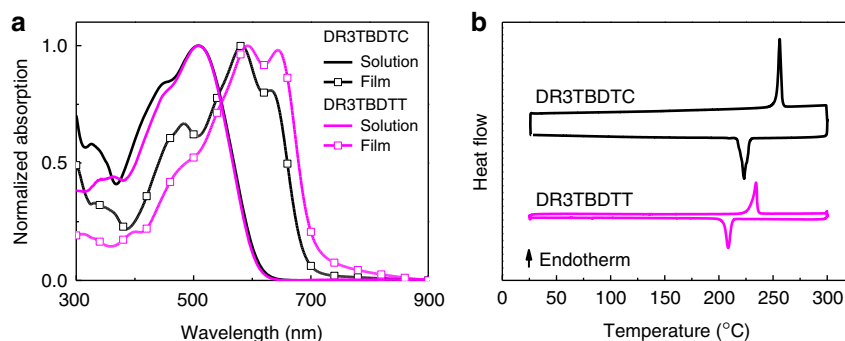 a
Normalized absorption
1.0
0.5
0.0
300
500
700
900
Wavelength (nm)
DR3TBDTC
Solution
Film
DR3TBDTT
Solution
Film
b
Heat flow
DR3TBDTC
DR3TBDTT
Endotherm
0
50
100
150
200
250
300
Temperature (°C)